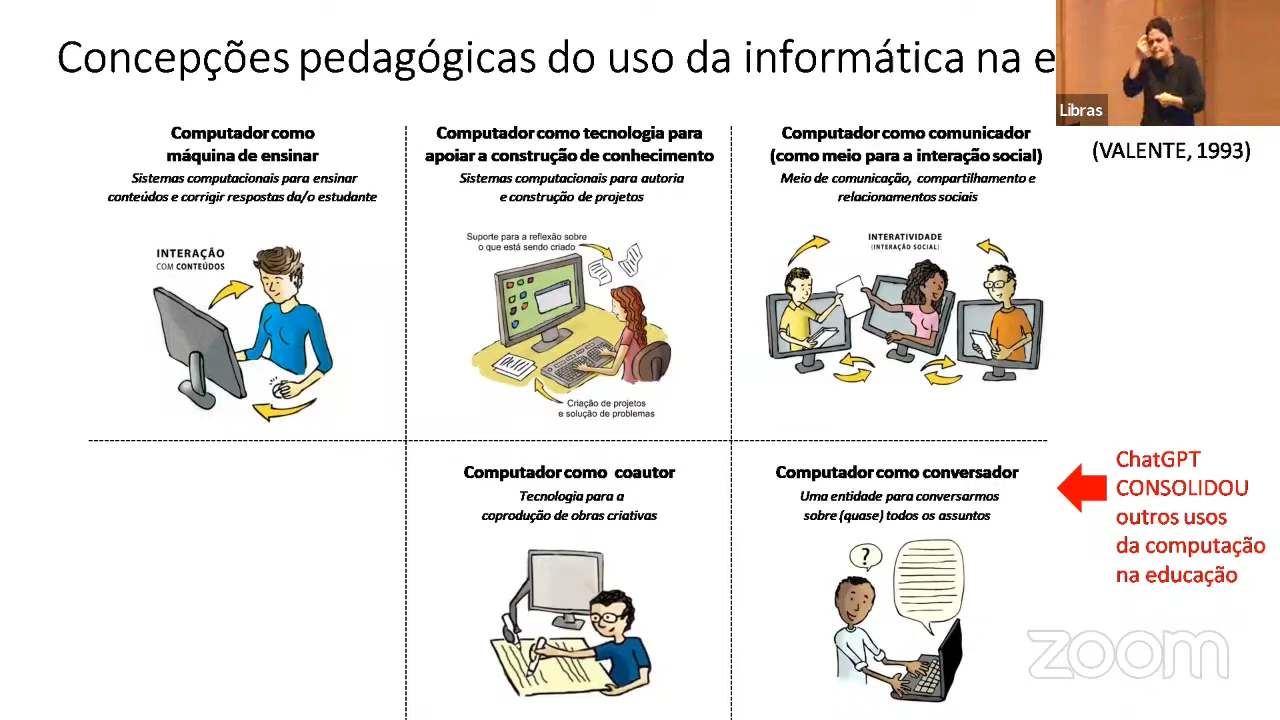 Concepções pedagógicas do uso da informática na e
Libras
(VALENTE, 1993)
Computador como
máquina de ensinar
Sistemas computacionais para ensinar
conteúdos e corrigir respostas da/o estudante
INTERAÇÃO
COM CONTEÚDOS
Computador como tecnologia para
apoiar a construção de conhecimento
Sistemas computacionais para autoria
e construção de projetos
Suporte para a reflexão sobre
o que está sendo criado
Criação de projetos
e solução de problemas
Computador como comunicador
(como meio para a interação social)
Meio de comunicação, compartilhamento e
relacionamentos sociais
INTERATIVIDADE
(INTERAÇÃO SOCIAL)
Computador como coautor
Tecnologia para a
coprodução de obras criativas
Computador como conversador
Uma entidade para conversarmos
sobre (quase) todos os assuntos
?
ChatGPT
CONSOLIDOU
outros usos
da computação
na educação
zoom